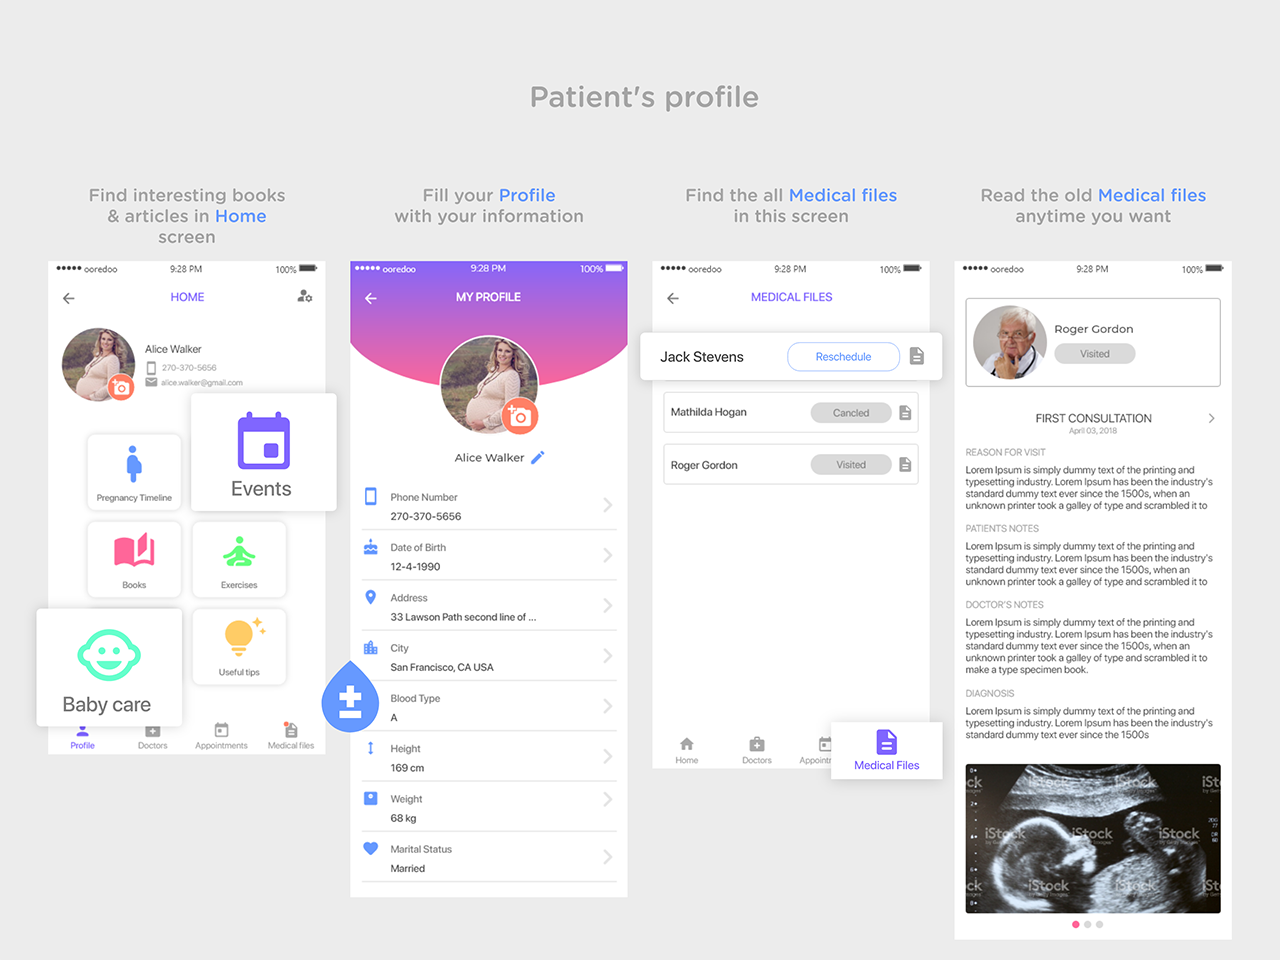 Patient's profile
Find interesting books
& articles in Home
screen
ooredoo 9:28 PM 100%
HOME
Alice Walker
270-370-5656
alice.walker@gmail.com
Pregnancy Timeline
Events
Books
Exercises
Baby care
Useful tips
Profile
Doctors
Appointments
Medical files
Fill your Profile
with your information
ooredoo 9:28 PM 100%
MY PROFILE
Alice Walker
Phone Number
270-370-5656
Date of Birth
12-4-1990
Address
33 Lawson Path second line of ...
City
San Francisco, CA USA
Blood Type
A
Height
169 cm
Weight
68 kg
Marital Status
Married
Find the all Medical files
in this screen
ooredoo 9:28 PM 100%
MEDICAL FILES
Jack Stevens Reschedule
Mathilda Hogan Cancled
Roger Gordon Visited
Home
Doctors
Appointm
Medical Files
Read the old Medical files
anytime you want
ooredoo 9:28 PM 100%
Roger Gordon
Visited
FIRST CONSULTATION
April 03, 2018
REASON FOR VISIT
Lorem Ipsum is simply dummy text of the printing and
typesetting industry. Lorem Ipsum has been the industry's
standard dummy text ever since the 1500s, when an
unknown printer took a galley of type and scrambled it to
PATIENTS NOTES
Lorem Ipsum is simply dummy text of the printing and
typesetting industry. Lorem Ipsum has been the industry's
standard dummy text ever since the 1500s, when an
unknown printer took a galley of type and scrambled it to
DOCTOR'S NOTES
Lorem Ipsum is simply dummy text of the printing and
typesetting industry. Lorem Ipsum has been the industry's
standard dummy text ever since the 1500s, when an
unknown printer took a galley of type and scrambled it to
make a type specimen book.
DIAGNOSIS
Lorem Ipsum is simply dummy text of the printing and
typesetting industry. Lorem Ipsum has been the industry's
standard dummy text ever since the 1500s
iStock
by Getty Images
iStock
by Getty Images
iStock
by Getty Images
iStock
by Getty Images